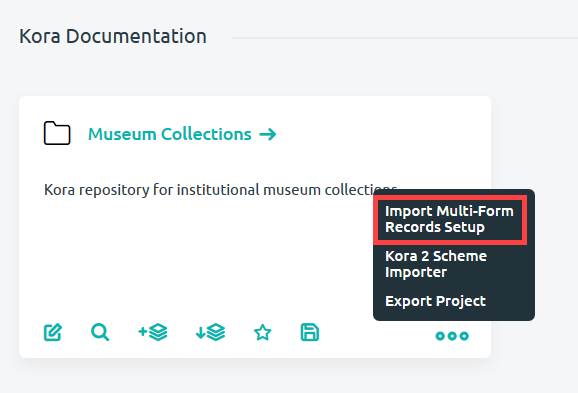 Kora Documentation
Museum Collections
Kora repository for institutional museum collections
Import Multi-Form
Records Setup
Kora 2 Scheme
Importer
Export Project